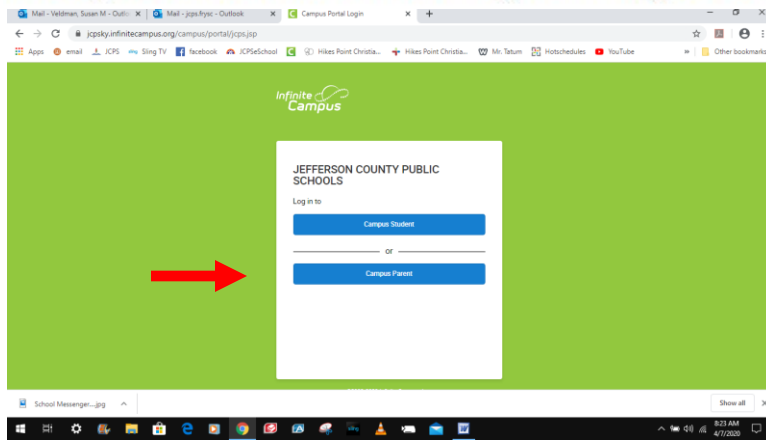 Mail - Veldman, Susan M - Outlo
Mail - jcps.frysc - Outlook
Campus Portal Login
jcpsky.infinitecampus.org/campus/portal/jcps.jsp
Apps email JCPS Sling TV facebook JCPSeSchool Hikes Point Christia... Hikes Point Christia... Mr. Tatum Hotschedules YouTube » Other bookmarks
Infinite
Campus
JEFFERSON COUNTY PUBLIC
SCHOOLS
Log in to
Campus Student
or
Campus Parent
School Messenger....jpg
Show all
8:23 AM
4/7/2020